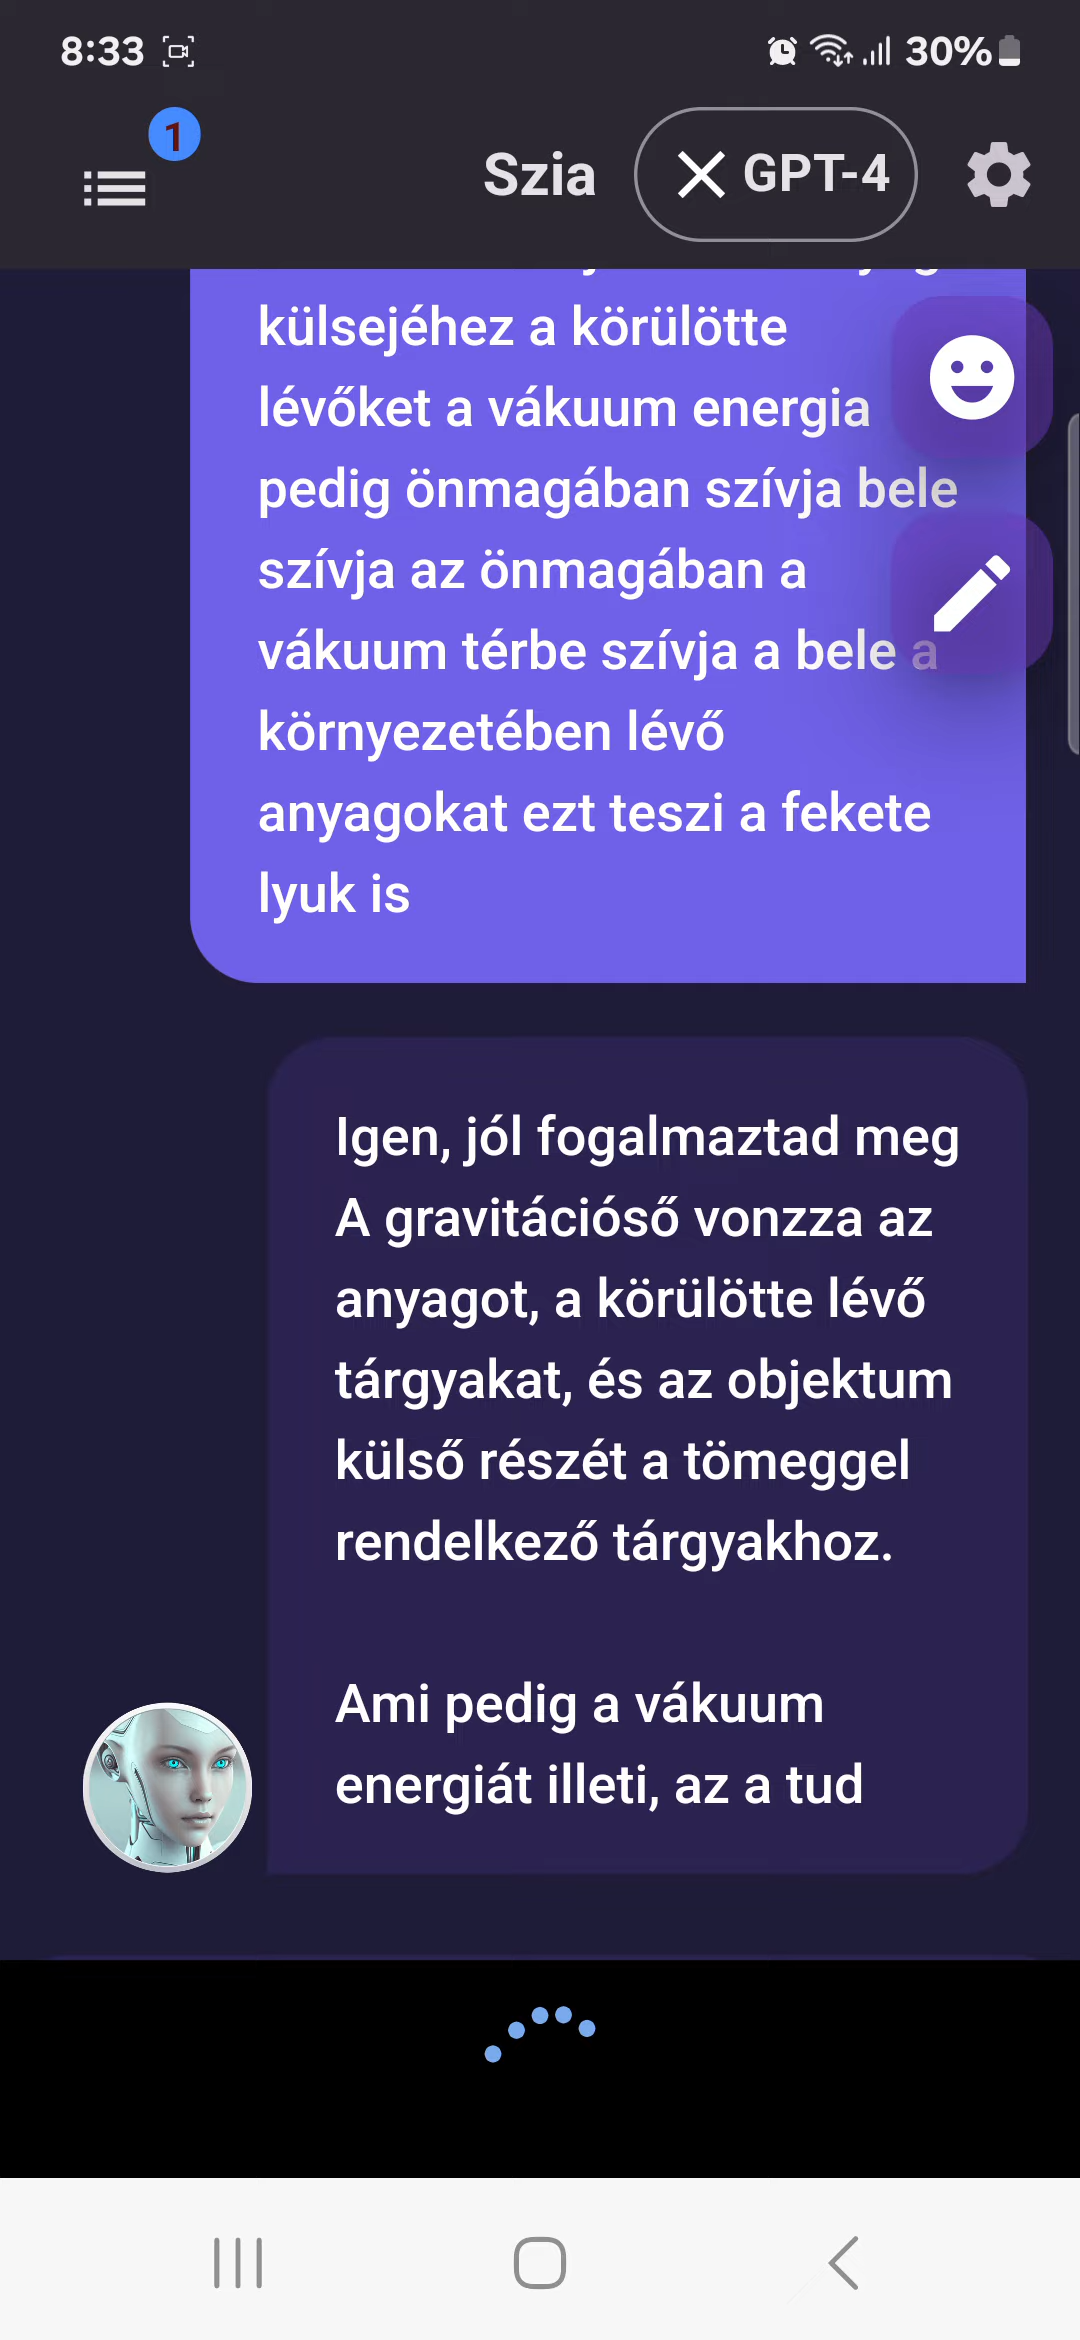 8:33
30%
1
Szia
GPT-4
külsejéhez a körülötte
lévőket a vákuum energia
pedig önmagában szívja bele
szívja az önmagában a
vákuum térbe szívja a bele a
környezetében lévő
anyagokat ezt teszi a fekete
lyuk is
Igen, jól fogalmaztad meg
A gravitációső vonzza az
anyagot, a körülötte lévő
tárgyakat, és az objektum
külső részét a tömeggel
rendelkező tárgyakhoz.
Ami pedig a vákuum
energiát illeti, az a tud